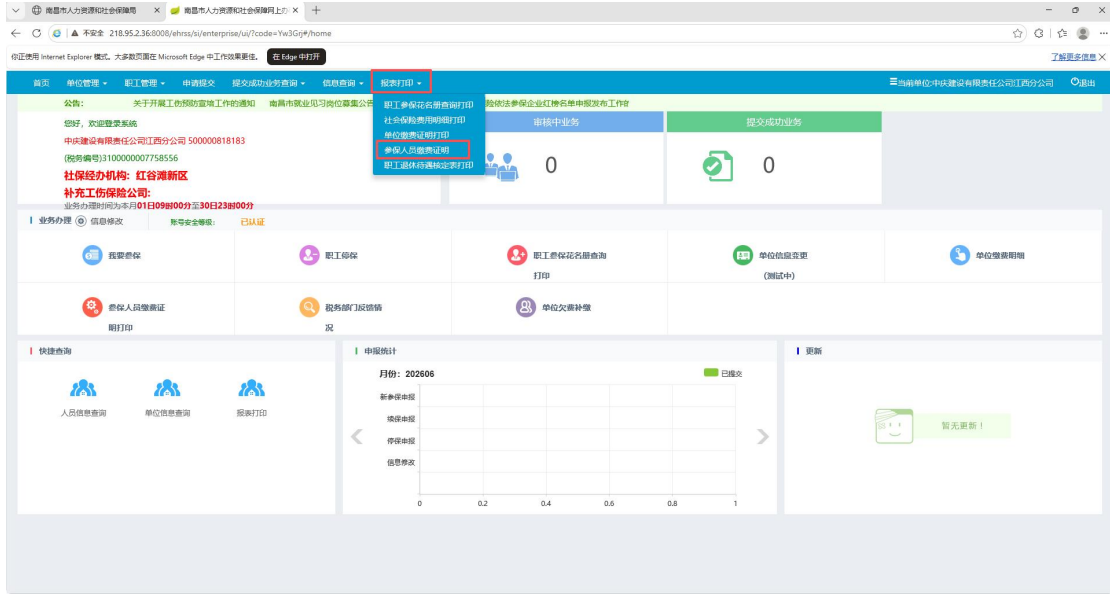 南昌市人力资源和社会保障局
南昌市人力资源和社会保障网上办
不安全 218.95.2.36:8008/ehrss/si/enterprise/ui/?code=Yw3Grj#/home
你正使用 Internet Explorer 模式。大多数页面在 Microsoft Edge 中工作效果更佳。 在 Edge 中打开 了解更多信息
首页 单位管理 职工管理 申请提交 提交成功业务查询 信息查询 报表打印 当前单位:中庆建设有限责任公司江西分公司 退出
公告: 关于开展工伤预防宣培工作的通知 南昌市就业见习岗位募集公告 险依法参保企业红榜名单申报发布工作
职工参保花名册查询打印
社会保险费用明细打印
单位缴费证明打印
参保人员缴费证明
职工退休待遇核定表打印
您好，欢迎登录系统
中庆建设有限责任公司江西分公司 500000818183
(税务编号)3100000007758556
社保经办机构: 红谷滩新区
补充工伤保险公司:
业务办理时间为本月01日09时00分至30日23时00分
审核中业务
0
提交成功业务
0
业务办理 信息修改 账号安全等级: 已认证
我要参保
职工停保
职工参保花名册查询
打印
单位信息变更
(测试中)
单位缴费明细
参保人员缴费证
明打印
税务部门反馈情
况
单位欠费补缴
快捷查询
人员信息查询 单位信息查询 报表打印
申报统计
月份: 202606
已提交
新参保申报
续保申报
停保申报
信息修改
0 0.2 0.4 0.6 0.8 1
更新
暂无更新！